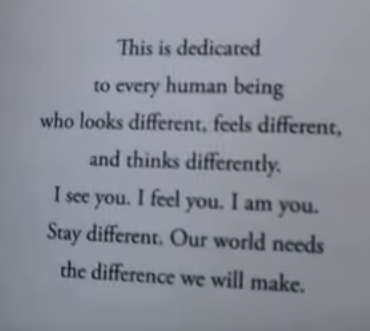 This is dedicated
to every human being
who looks different, feels different,
and thinks differently.
I see you. I feel you. I am you.
Stay different. Our world needs
the difference we will make.